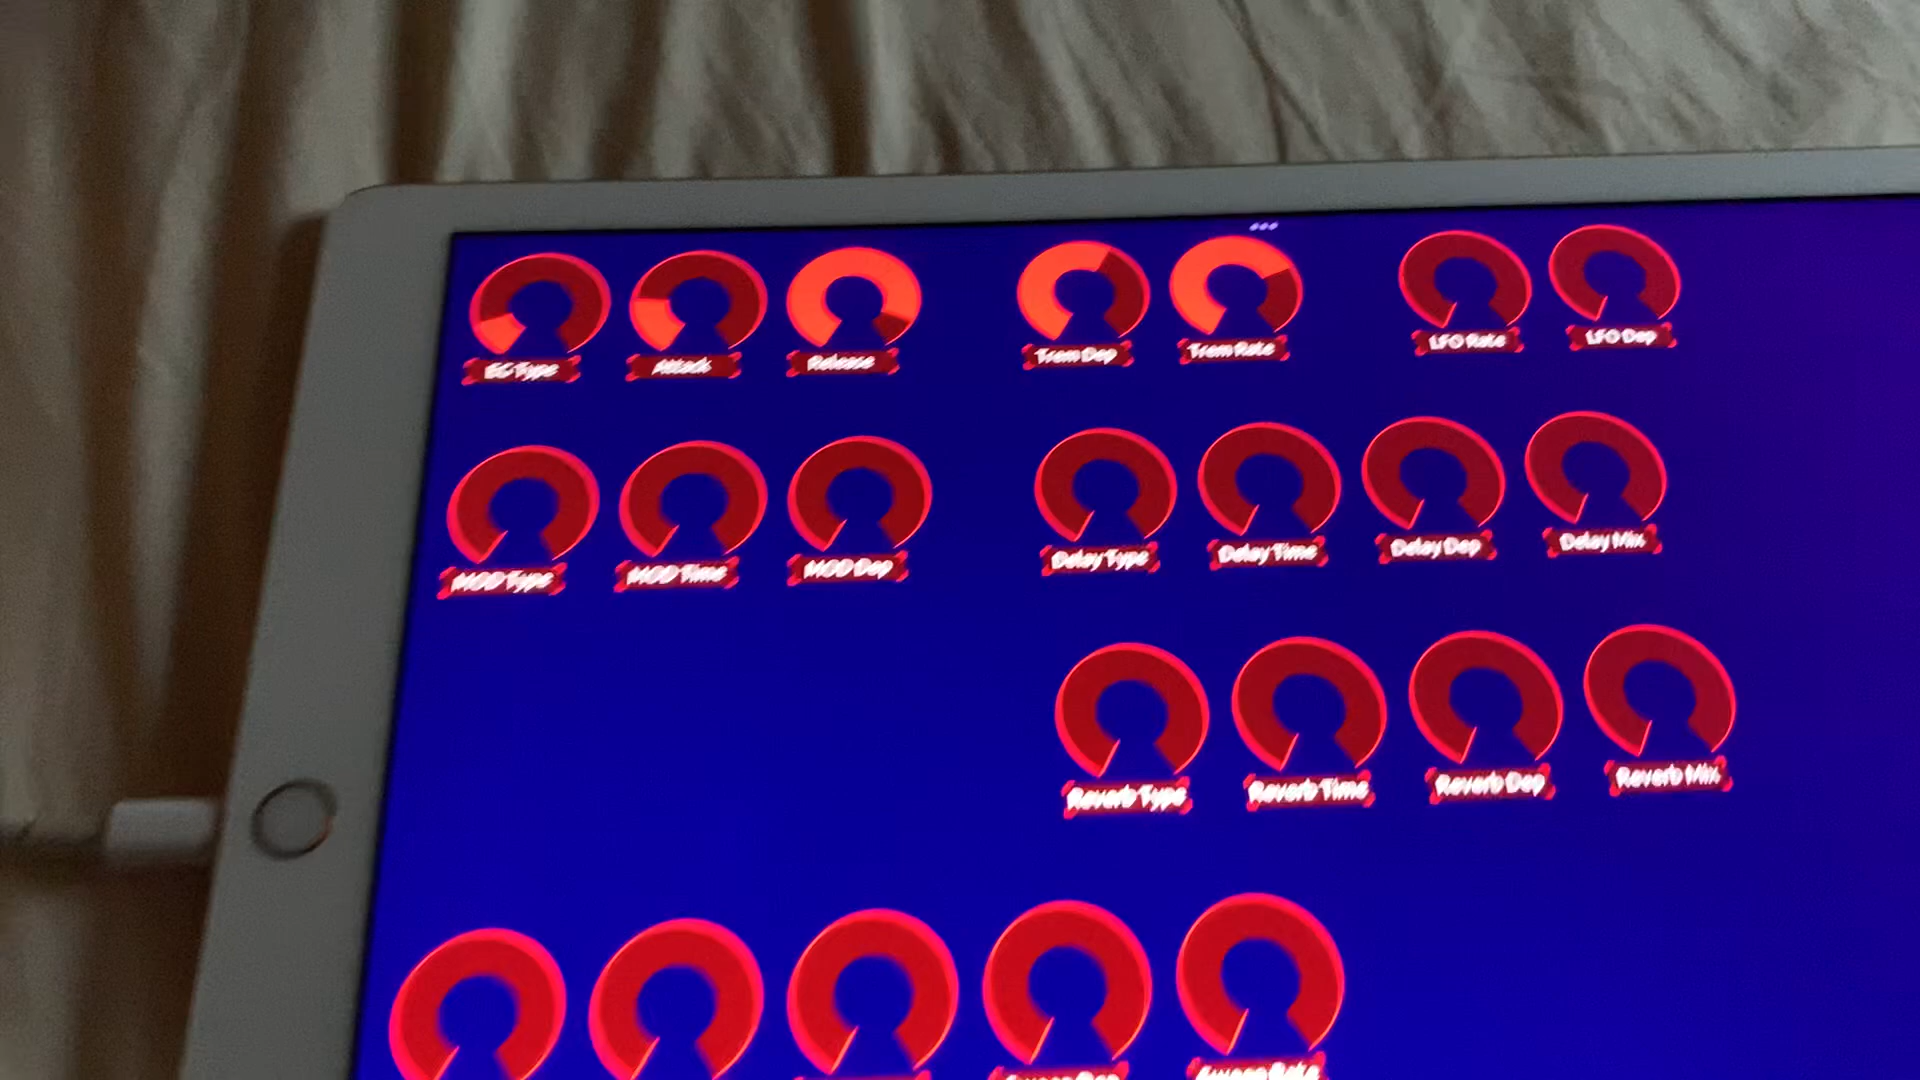 EG Type Attack Release Trem Dep Trem Rate LFO Rate LFO Dep
MOD Type MOD Time MOD Dep Delay Type Delay Time Delay Dep Delay Mix
Reverb Type Reverb Time Reverb Dep Reverb Mix